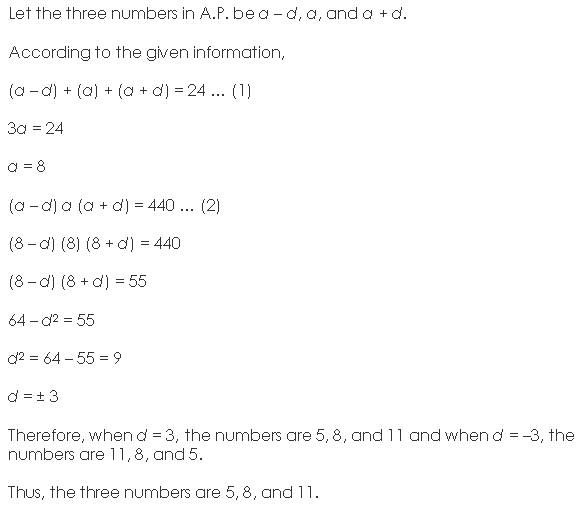 Let the three numbers in A.P. be a – d, a, and a + d.
According to the given information,
(a – d) + (a) + (a + d) = 24 … (1)
3a = 24
a = 8
(a – d) a (a + d) = 440 … (2)
(8 – d) (8) (8 + d) = 440
(8 – d) (8 + d) = 55
64 – d² = 55
d² = 64 – 55 = 9
d = ± 3
Therefore, when d = 3, the numbers are 5, 8, and 11 and when d = –3, the
numbers are 11, 8, and 5.
Thus, the three numbers are 5, 8, and 11.